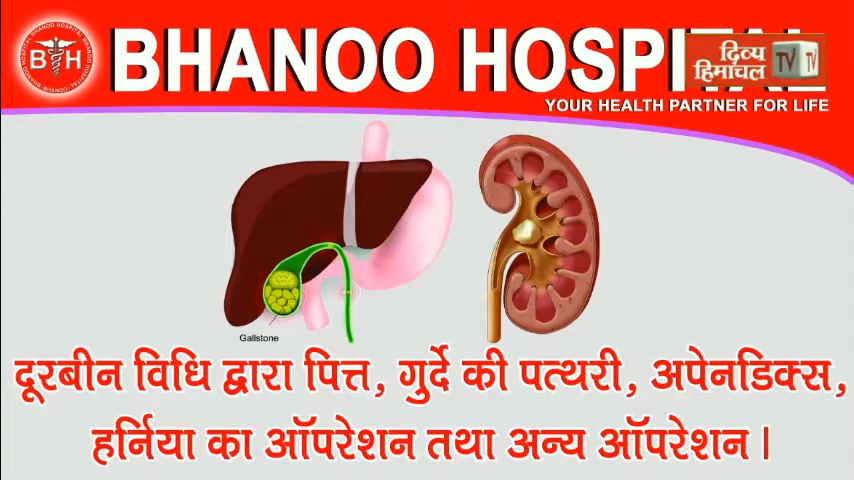 BHANOO HOSPITAL
दिव्य
हिमाचल
TV TV
YOUR HEALTH PARTNER FOR LIFE
B H
Gallstone
दूरबीन विधि द्वारा पित्त, गुर्दे की पत्थरी, अपेनडिक्स,
हर्निया का ऑपरेशन तथा अन्य ऑपरेशन।